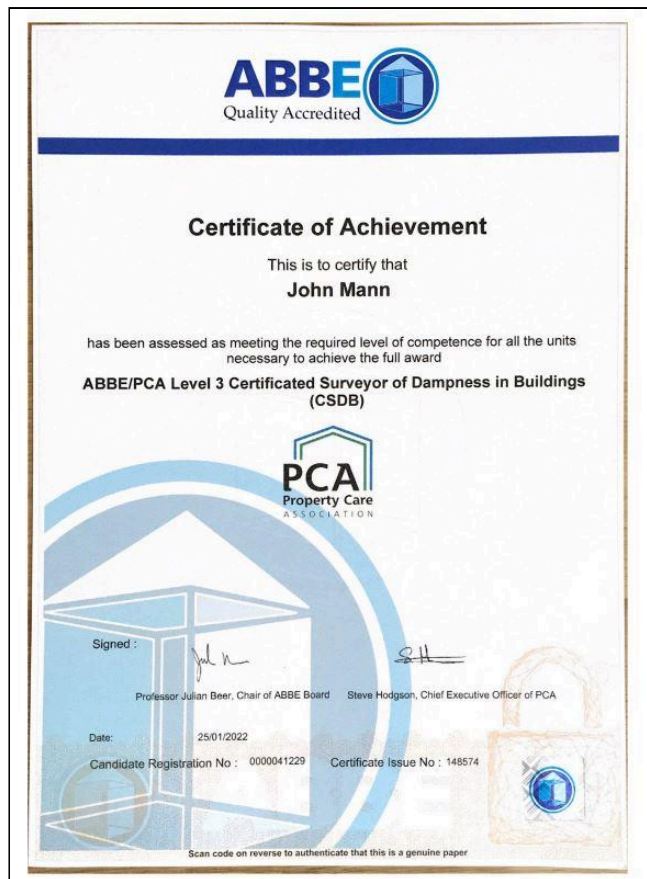 ABBE
Quality Accredited
Certificate of Achievement
This is to certify that
John Mann
has been assessed as meeting the required level of competence for all the units
necessary to achieve the full award
ABBE/PCA Level 3 Certificated Surveyor of Dampness in Buildings
(CSDB)
PCA
Property Care
ASSOCIATION
Signed :
Professor Julian Beer, Chair of ABBE Board Steve Hodgson, Chief Executive Officer of PCA
Date: 25/01/2022
Candidate Registration No : 0000041229 Certificate Issue No : 148574
Scan code on reverse to authenticate that this is a genuine paper